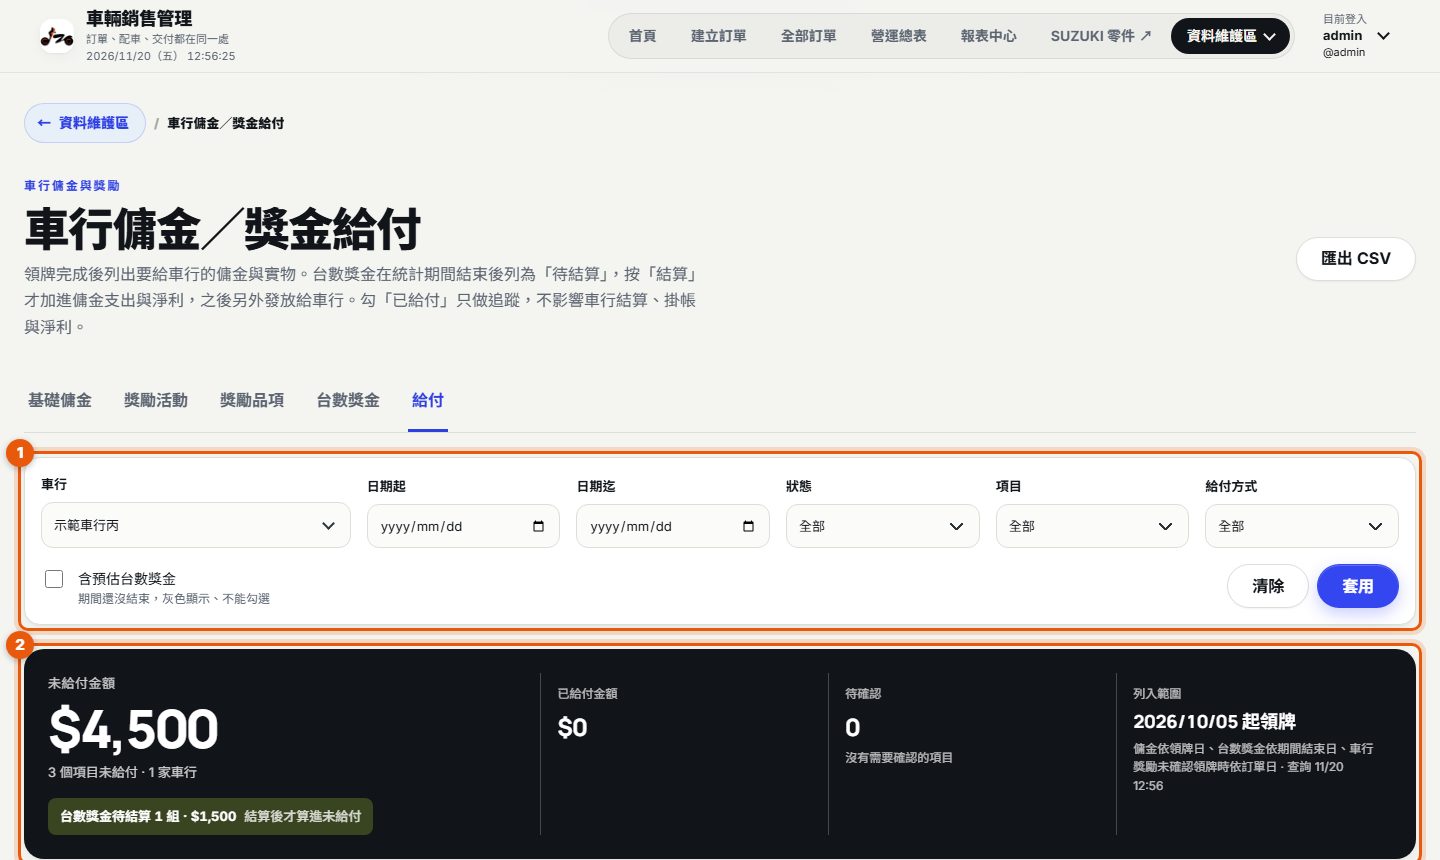 車輛銷售管理
訂單、配車、交付都在同一處
2026/11/20（五） 12:56:25
首頁
建立訂單
全部訂單
營運總表
報表中心
SUZUKI 零件 ↗
資料維護區
目前登入
admin
@admin
← 資料維護區
/ 車行傭金／獎金給付
車行傭金與獎勵
車行傭金／獎金給付
領牌完成後列出要給車行的傭金與實物。台數獎金在統計期間結束後列為「待結算」，按「結算」
才加進傭金支出與淨利，之後另外發放給車行。勾「已給付」只做追蹤，不影響車行結算、掛帳
與淨利。
匯出 CSV
基礎傭金
獎勵活動
獎勵品項
台數獎金
給付
1
車行
日期起
日期迄
狀態
項目
給付方式
示範車行丙
yyyy/mm/dd
yyyy/mm/dd
全部
全部
全部
含預估台數獎金
期間還沒結束，灰色顯示、不能勾選
清除
套用
2
未給付金額
$4,500
3 個項目未給付 · 1 家車行
台數獎金待結算 1 組 · $1,500 結算後才算進未給付
已給付金額
$0
待確認
0
沒有需要確認的項目
列入範圍
2026/10/05 起領牌
傭金依領牌日、台數獎金依期間結束日、車行
獎勵未確認領牌時依訂單日 · 查詢 11/20
12:56